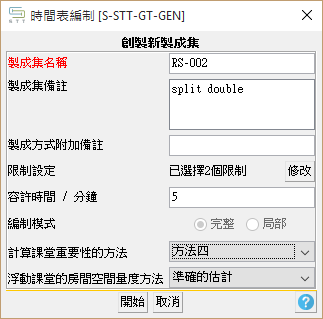 STT 時間表編制 [S-STT-GT-GEN]
創製新製成集
製成集名稱 RS-002
製成集備註 split double
製成方式附加備註
限制設定 已選擇2個限制 修改
容許時間 / 分鐘 5
編制模式 完整 局部
計算課堂重要性的方法 方法四
浮動課堂的房間空間量度方法 準確的估計
開始 取消 ?